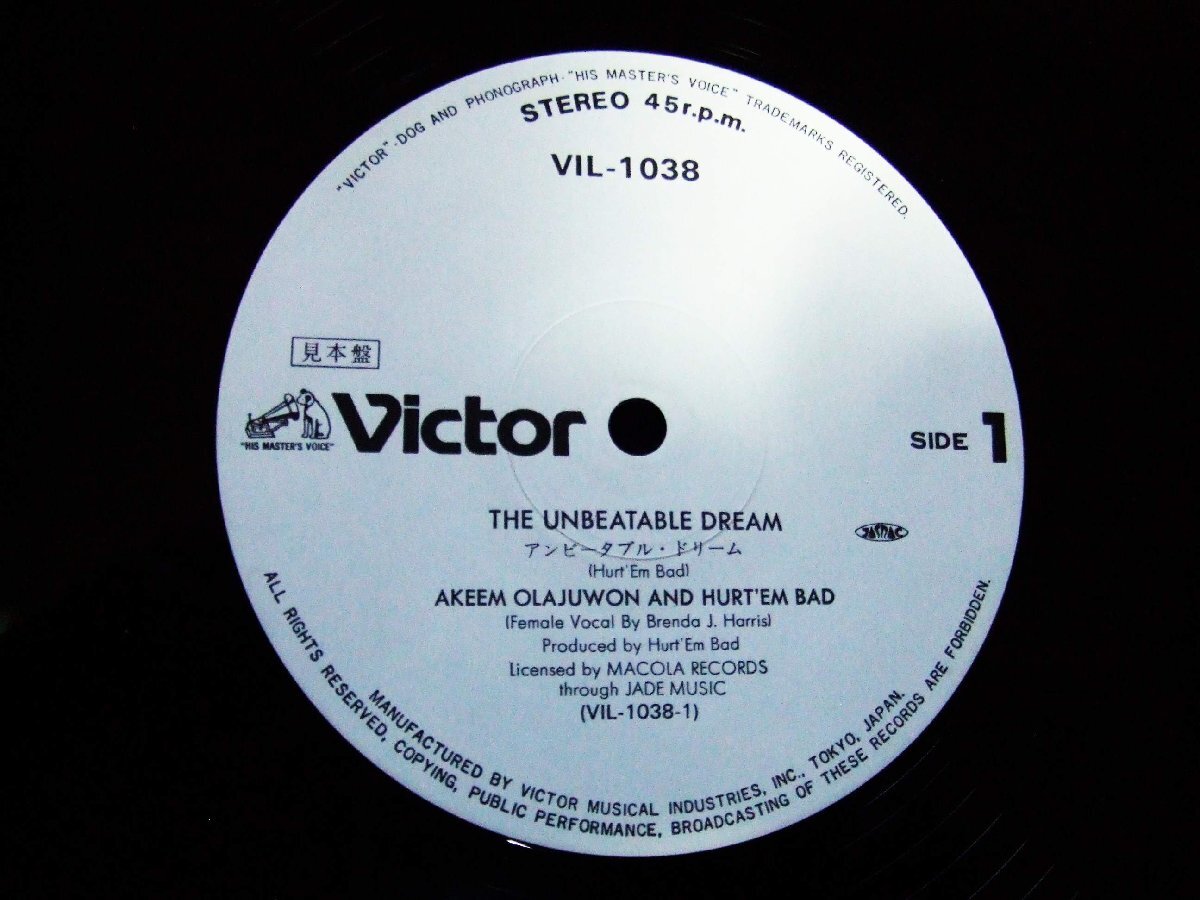 "VICTOR"-DOG AND PHONOGRAPH-"HIS MASTER'S VOICE" TRADEMARKS REGISTERED.
STEREO 45r.p.m.
VIL-1038
見本盤
"HIS MASTER'S VOICE"
Victor
SIDE 1
THE UNBEATABLE DREAM
アンビータブル・ドリーム
JASRAC
(Hurt'Em Bad)
AKEEM OLAJUWON AND HURT'EM BAD
(Female Vocal By Brenda J. Harris)
Produced by Hurt'Em Bad
Licensed by MACOLA RECORDS
through JADE MUSIC
(VIL-1038-1)
MANUFACTURED BY VICTOR MUSICAL INDUSTRIES, INC., TOKYO, JAPAN.
ALL RIGHTS RESERVED, COPYING, PUBLIC PERFORMANCE, BROADCASTING OF THESE RECORDS ARE FORBIDDEN.